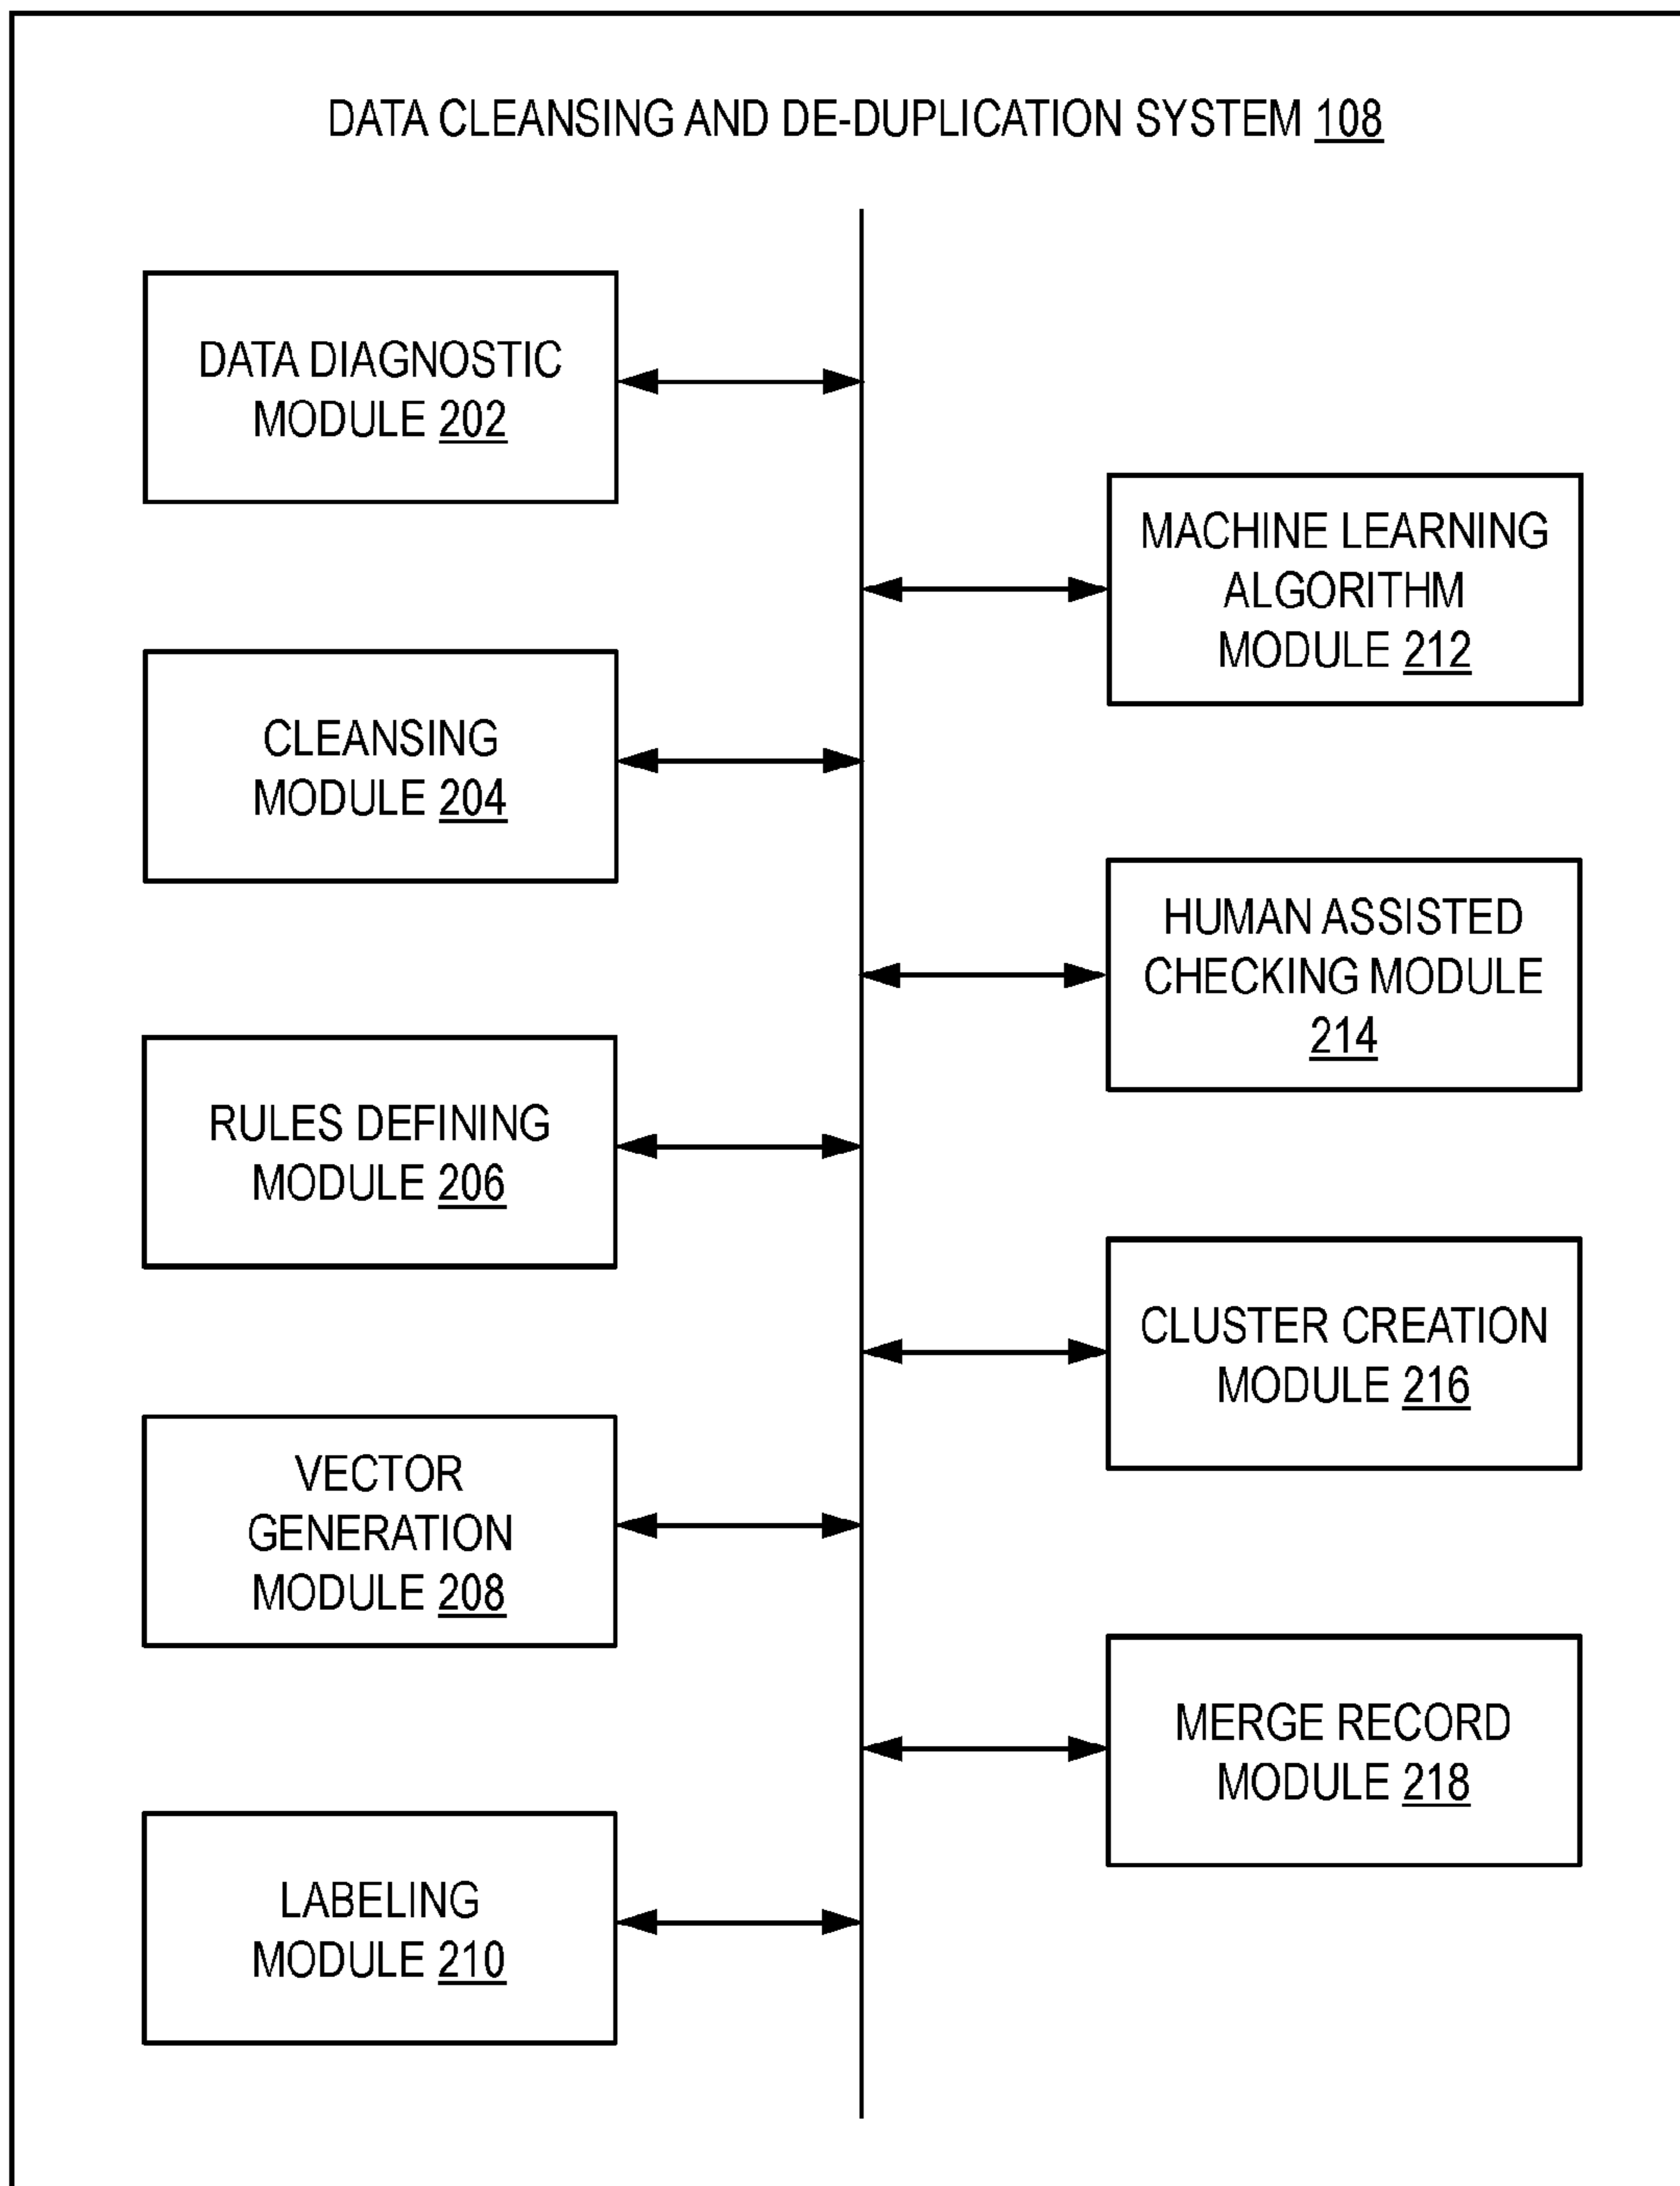 DATA CLEANSING AND DE-DUPLICATION SYSTEM 108
DATA DIAGNOSTIC
MODULE 202
CLEANSING
MODULE 204
RULES DEFINING
MODULE 206
VECTOR
GENERATION
MODULE 208
LABELING
MODULE 210
MACHINE LEARNING
ALGORITHM
MODULE 212
HUMAN ASSISTED
CHECKING MODULE
214
CLUSTER CREATION
MODULE 216
MERGE RECORD
MODULE 218